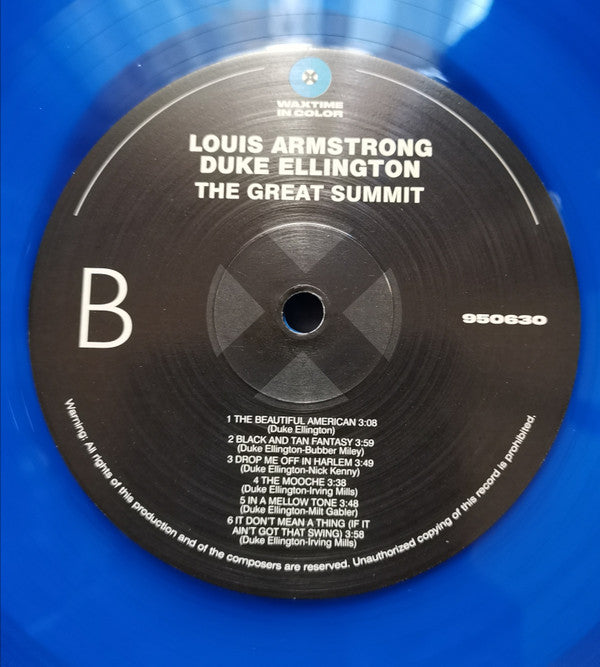 WAXTIME
IN COLOR
LOUIS ARMSTRONG
DUKE ELLINGTON
THE GREAT SUMMIT
B
950630
1 THE BEAUTIFUL AMERICAN 3:08
(Duke Ellington)
2 BLACK AND TAN FANTASY 3:59
(Duke Ellington-Bubber Miley)
3 DROP ME OFF IN HARLEM 3:49
(Duke Ellington-Nick Kenny)
4 THE MOOCHE 3:38
(Duke Ellington-Irving Mills)
5 IN A MELLOW TONE 3:48
(Duke Ellington-Milt Gabler)
6 IT DON'T MEAN A THING (IF IT
AIN'T GOT THAT SWING) 3:58
(Duke Ellington-Irving Mills)
Warning: All rights of this production and of the composers are reserved. Unauthorized copying of this record is prohibited.